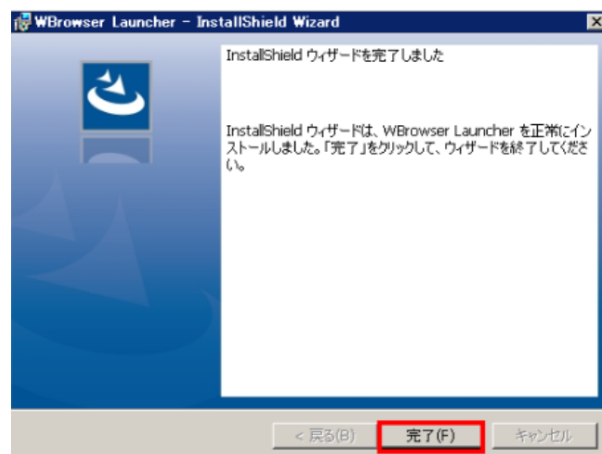 WBrowser Launcher - InstallShield Wizard
InstallShield ウィザードを完了しました
InstallShield ウィザードは、WBrowser Launcher を正常にイン
ストールしました。「完了」をクリックして、ウィザードを終了してくださ
い。
< 戻る(B) 完了(F) キャンセル